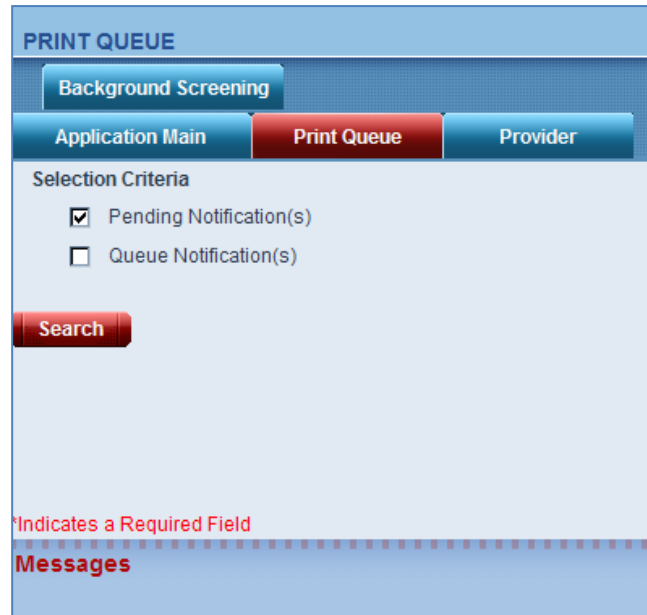 PRINT QUEUE
Background Screening
Application Main Print Queue Provider
Selection Criteria
Pending Notification(s)
Queue Notification(s)
Search
*Indicates a Required Field
Messages